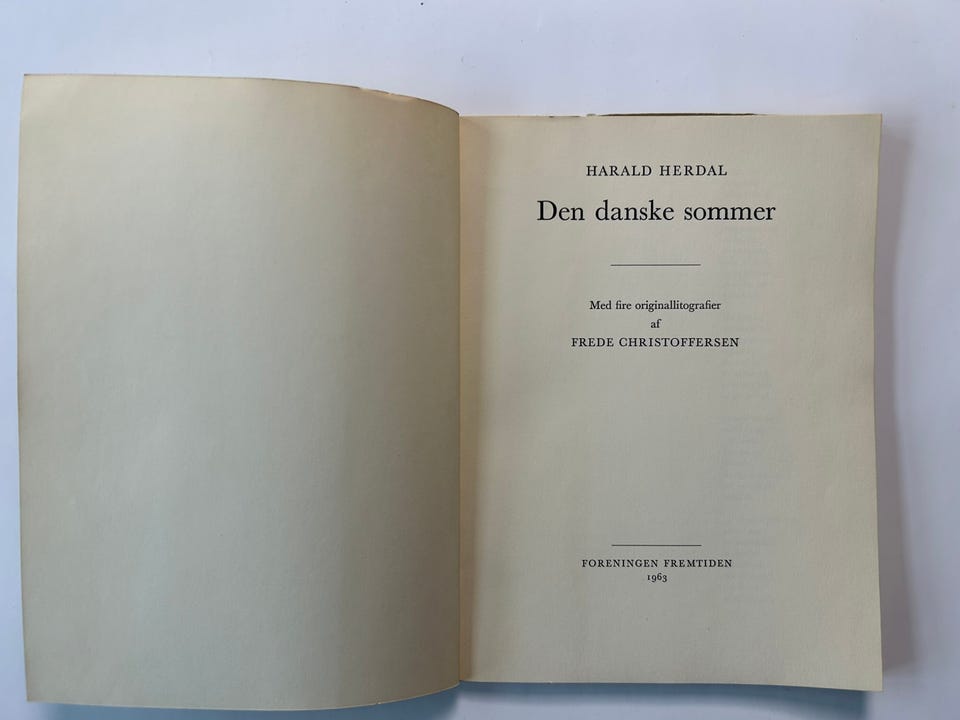 HARALD HERDAL
Den danske sommer
Med fire originallitografier
af
FREDE CHRISTOFFERSEN
FORENINGEN FREMTIDEN
1963